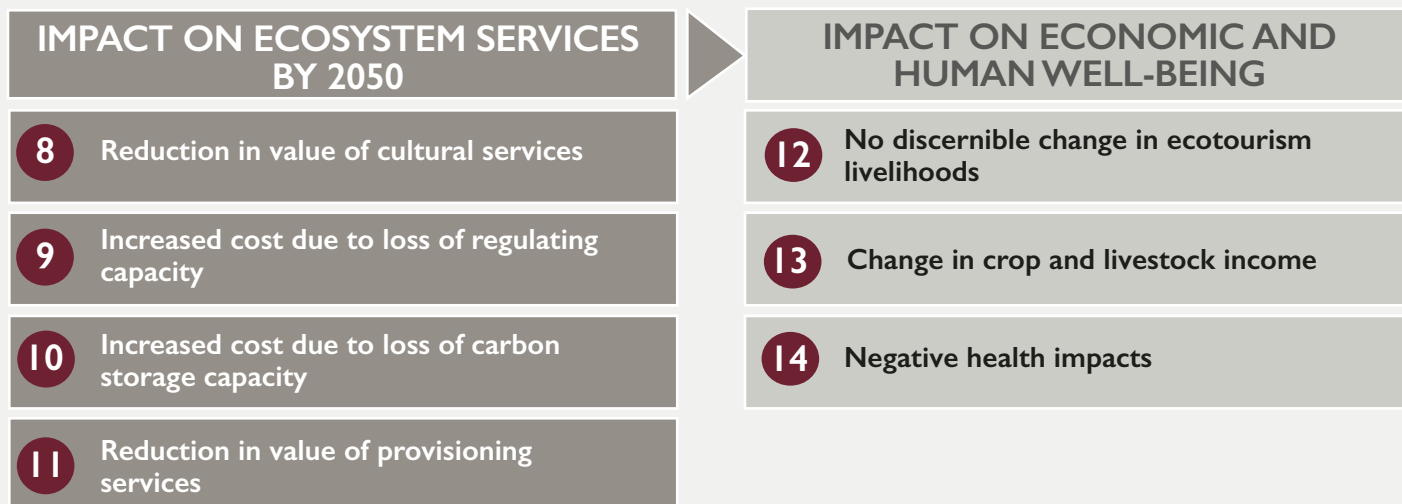 IMPACT ON ECOSYSTEM SERVICES
BY 2050
8
Reduction in value of cultural services
9
Increased cost due to loss of regulating
capacity
10
Increased cost due to loss of carbon
storage capacity
11
Reduction in value of provisioning
services
IMPACT ON ECONOMIC AND
HUMAN WELL-BEING
12
No discernible change in ecotourism
livelihoods
13
Change in crop and livestock income
14
Negative health impacts